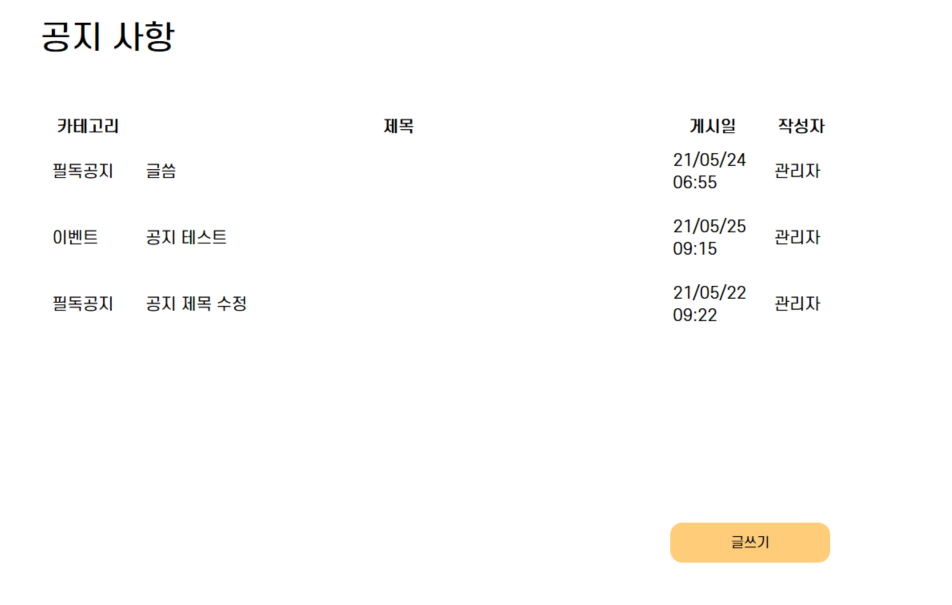 공지 사항
카테고리 제목 게시일 작성자
필독공지 글씀 21/05/24 06:55 관리자
이벤트 공지 테스트 21/05/25 09:15 관리자
필독공지 공지 제목 수정 21/05/22 09:22 관리자
글쓰기